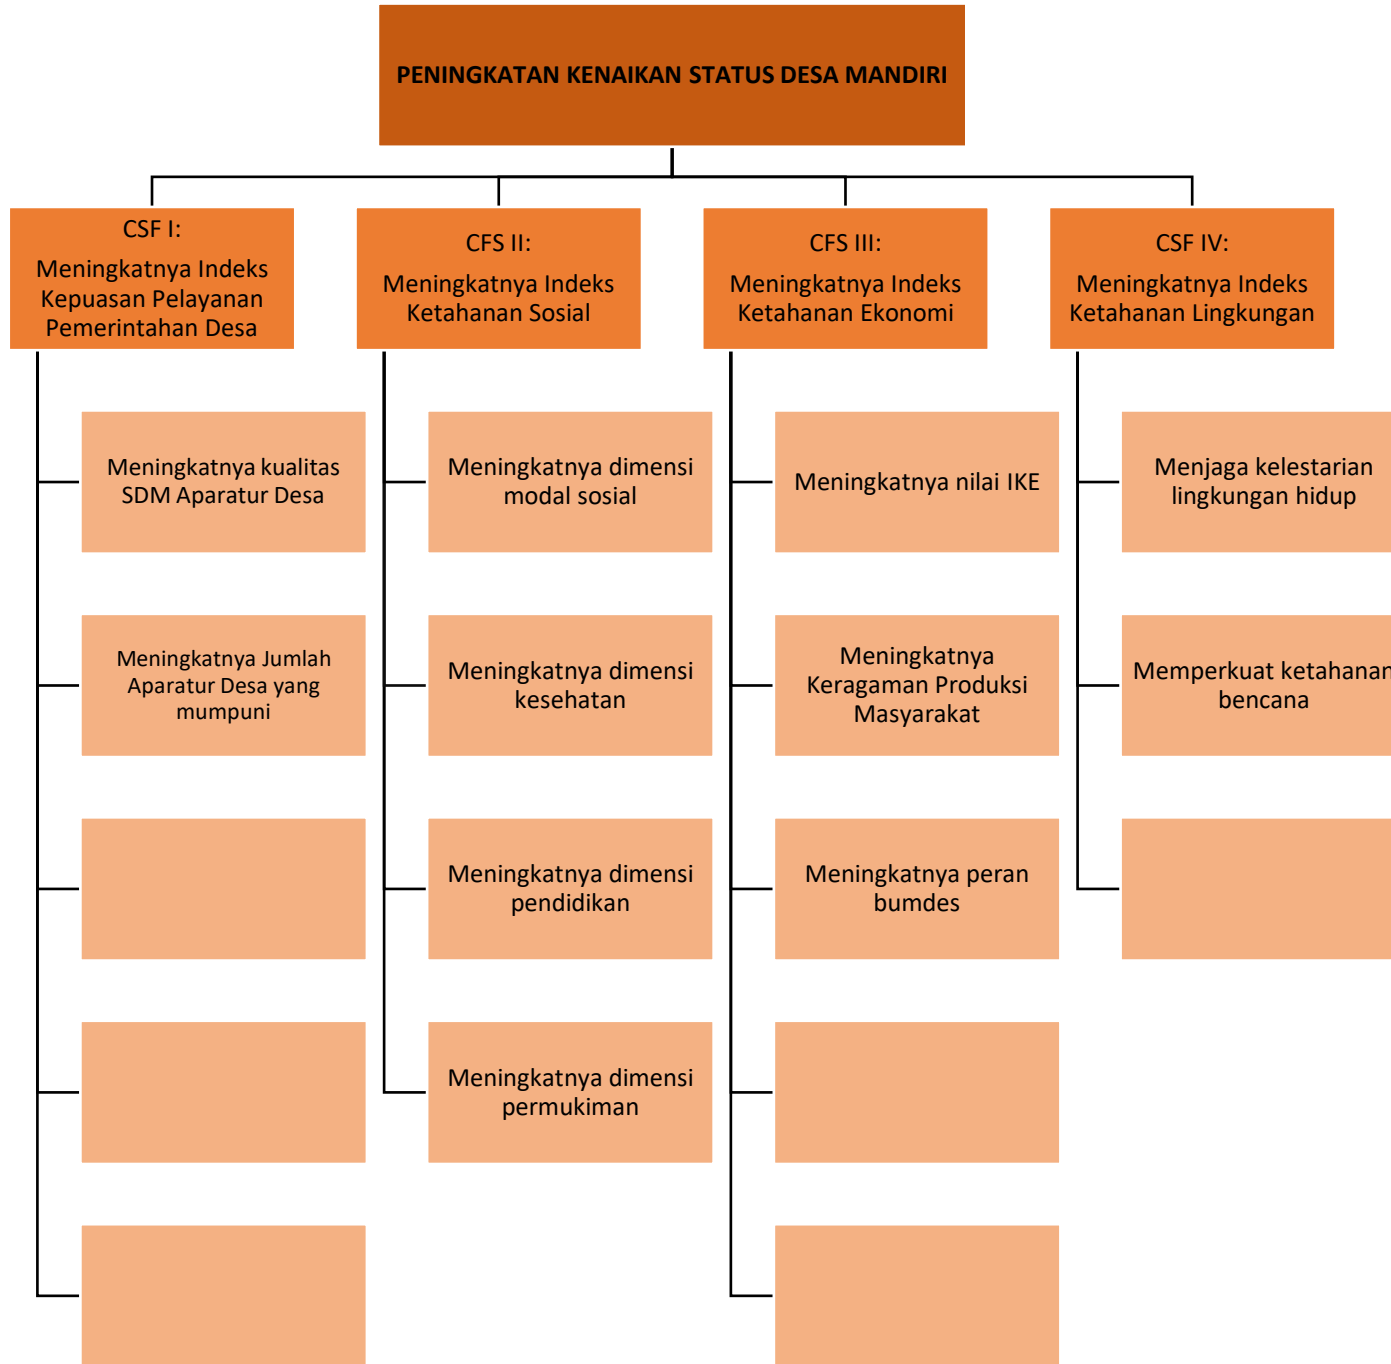 PENINGKATAN KENAIKAN STATUS DESA MANDIRI
CSF I:
Meningkatnya Indeks
Kepuasan Pelayanan
Pemerintahan Desa
Meningkatnya kualitas
SDM Aparatur Desa
Meningkatnya Jumlah
Aparatur Desa yang
mumpuni
CFS II:
Meningkatnya Indeks
Ketahanan Sosial
Meningkatnya dimensi
modal sosial
Meningkatnya dimensi
kesehatan
Meningkatnya dimensi
pendidikan
Meningkatnya dimensi
permukiman
CFS III:
Meningkatnya Indeks
Ketahanan Ekonomi
Meningkatnya nilai IKE
Meningkatnya
Keragaman Produksi
Masyarakat
Meningkatnya peran
bumdes
CSF IV:
Meningkatnya Indeks
Ketahanan Lingkungan
Menjaga kelestarian
lingkungan hidup
Memperkuat ketahanan
bencana